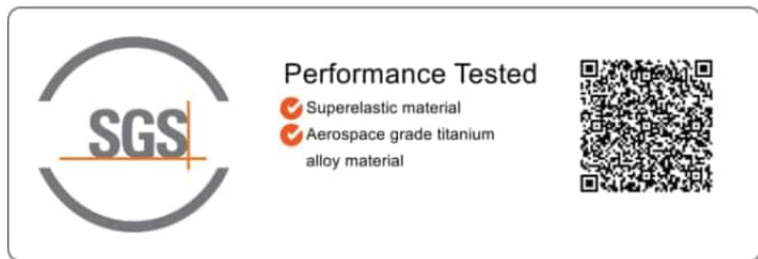 SGS
Performance Tested
Superelastic material
Aerospace grade titanium
alloy material